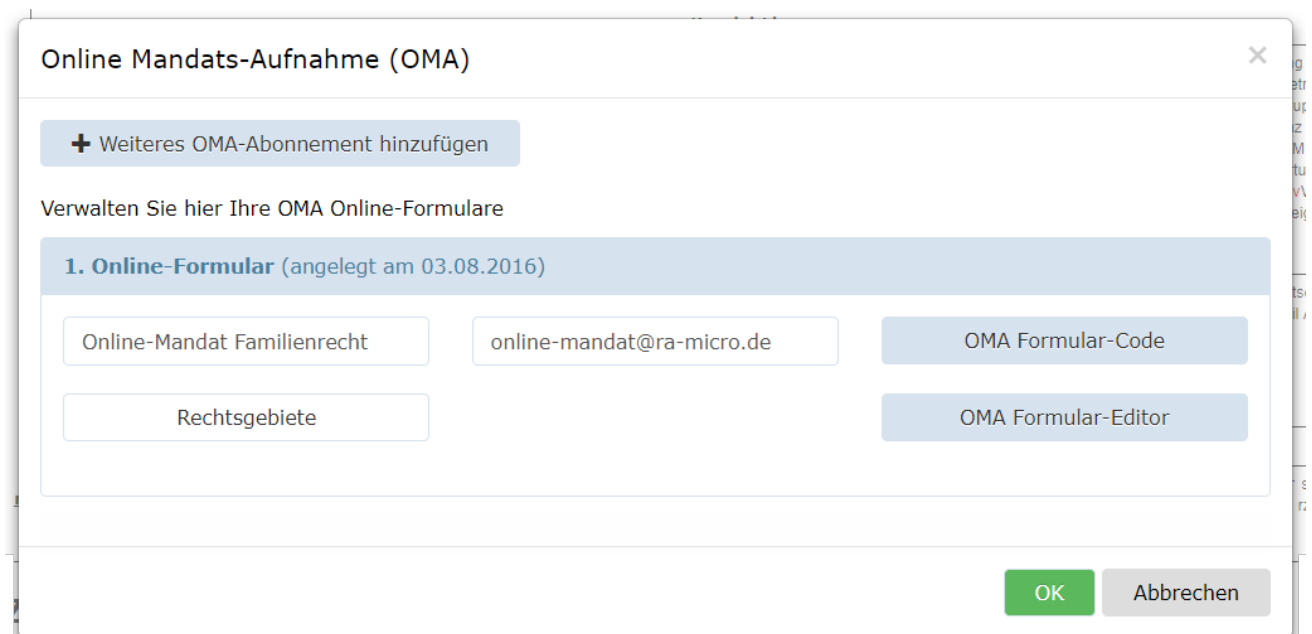 Online Mandats-Aufnahme (OMA)
×
+ Weiteres OMA-Abonnement hinzufügen
Verwalten Sie hier Ihre OMA Online-Formulare
1. Online-Formular (angelegt am 03.08.2016)
Online-Mandat Familienrecht online-mandat@ra-micro.de OMA Formular-Code
Rechtsgebiete OMA Formular-Editor
OK Abbrechen